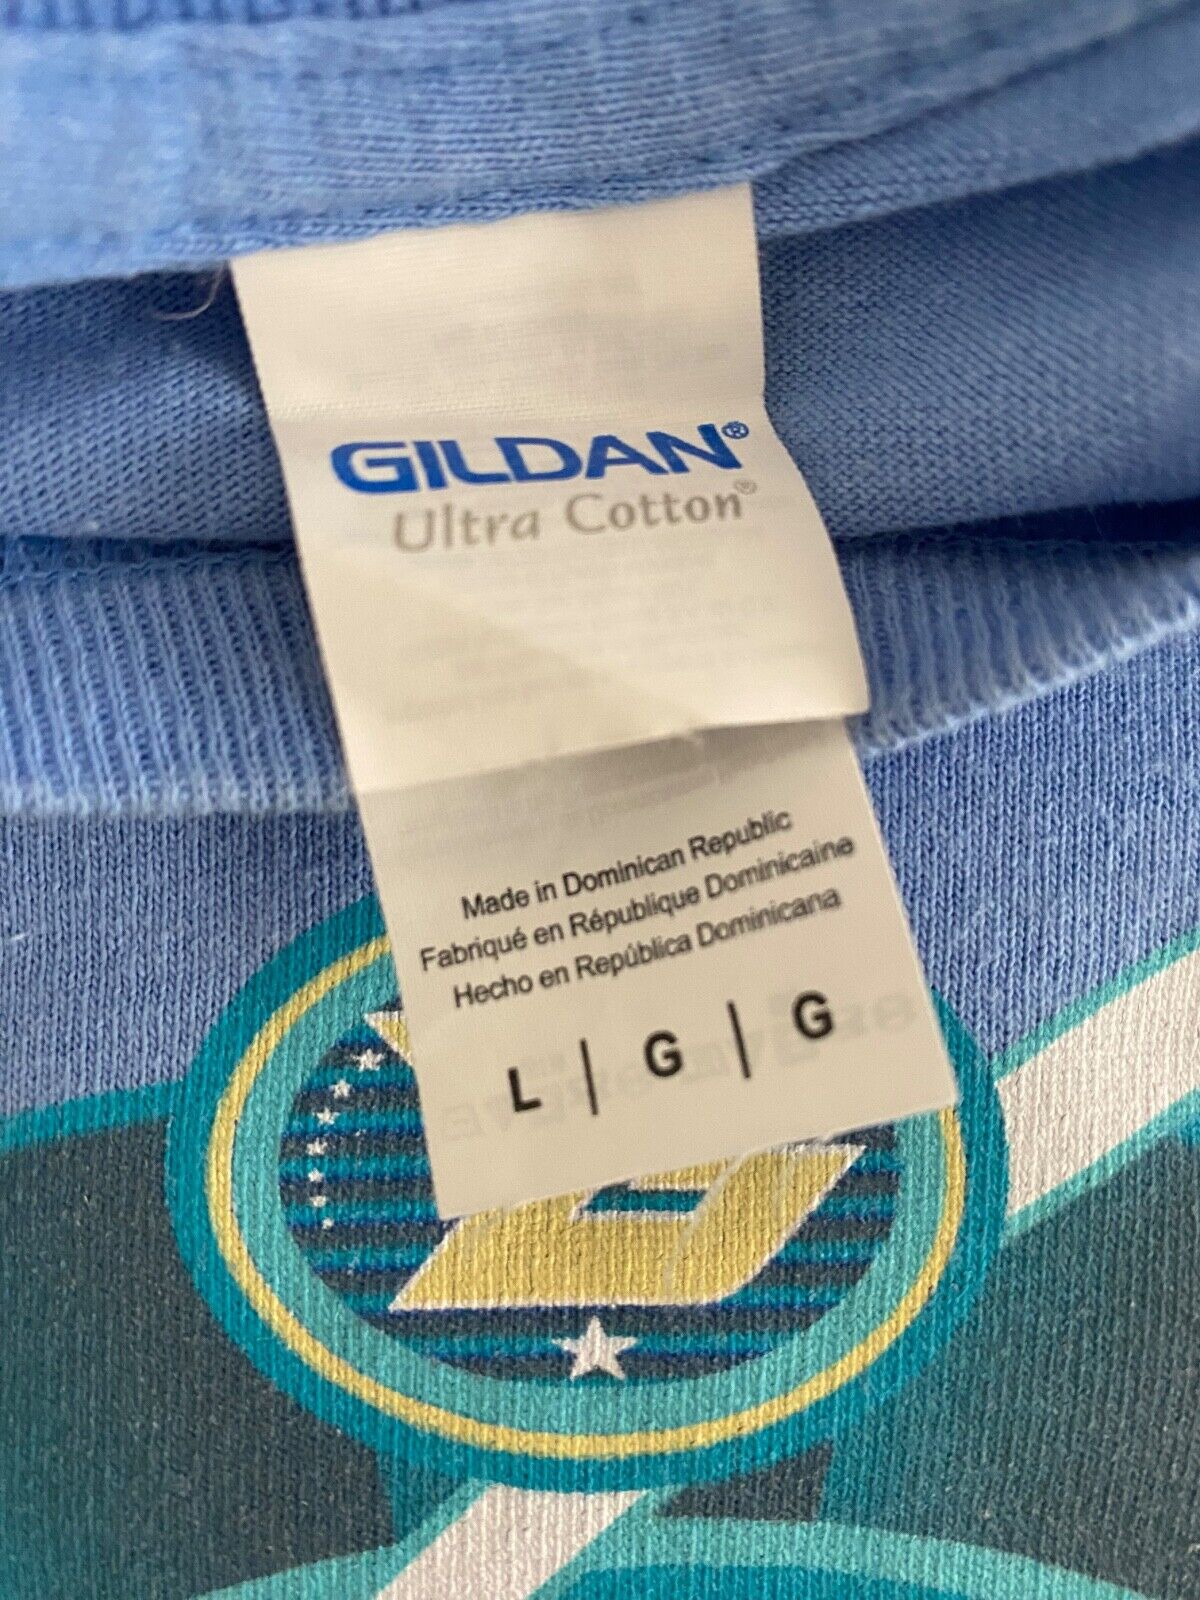 GILDAN®
Ultra Cotton®
Made in Dominican Republic
Fabriqué en République Dominicaine
Hecho en República Dominicana
L | G | G